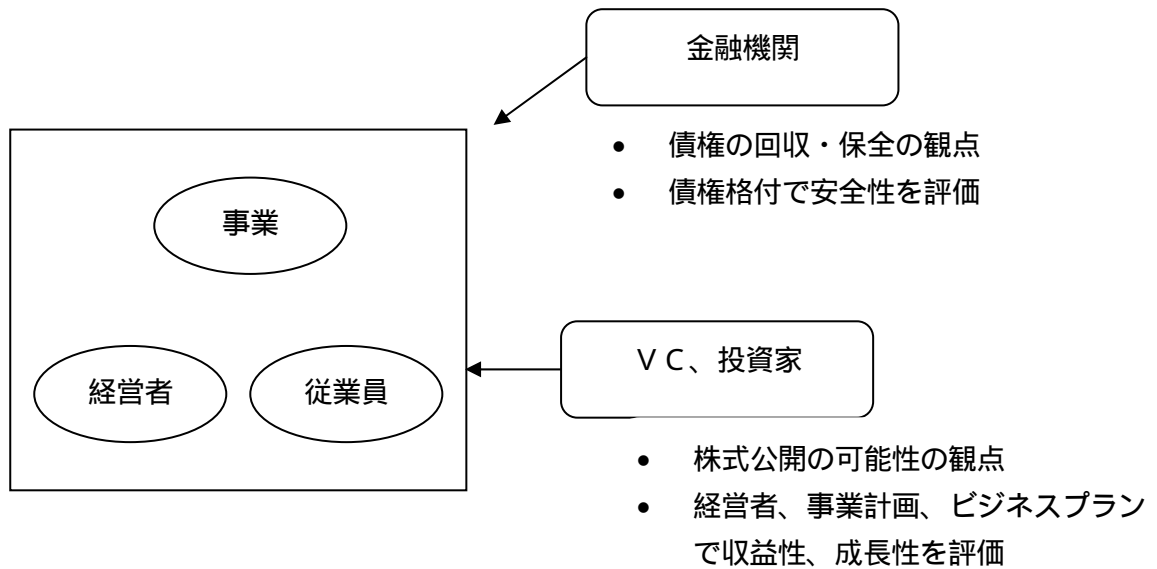 金融機関
• 債権の回収・保全の観点
• 債権格付で安全性を評価
事業
ＶＣ、投資家
経営者
従業員
• 株式公開の可能性の観点
• 経営者、事業計画、ビジネスプラン
で収益性、成長性を評価